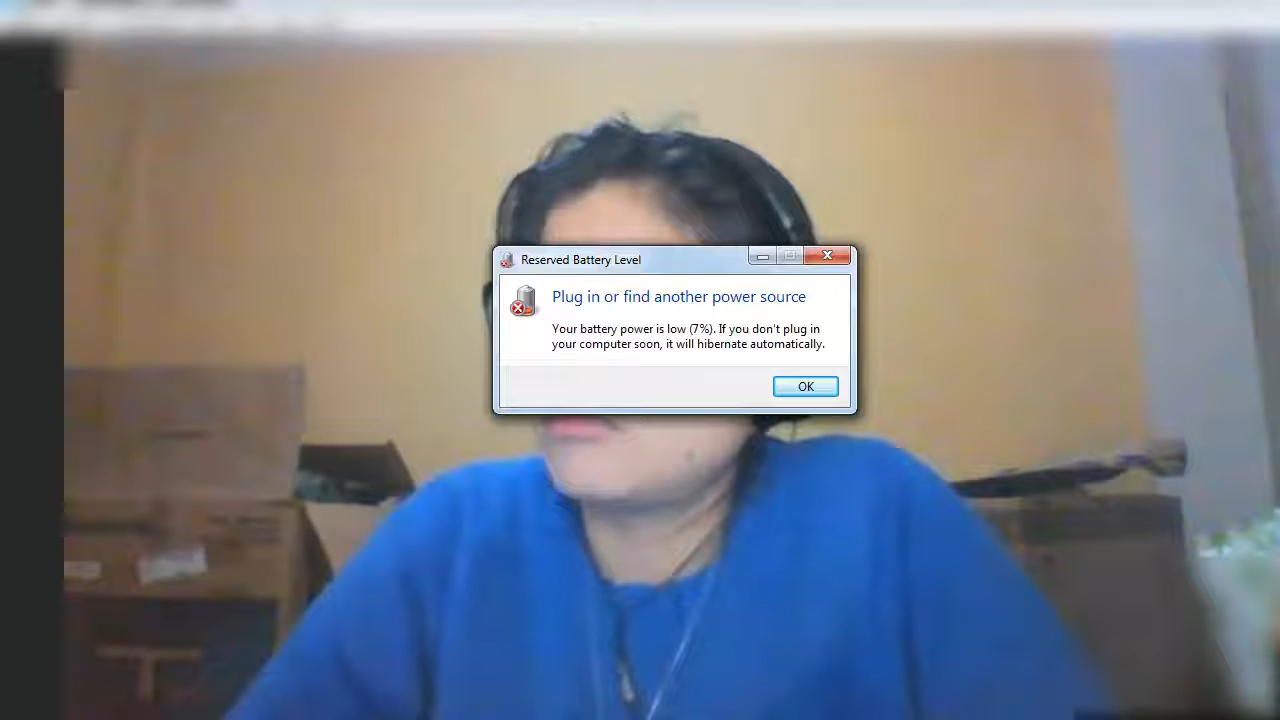 Reserved Battery Level
Plug in or find another power source
Your battery power is low (7%). If you don't plug in
your computer soon, it will hibernate automatically.
OK